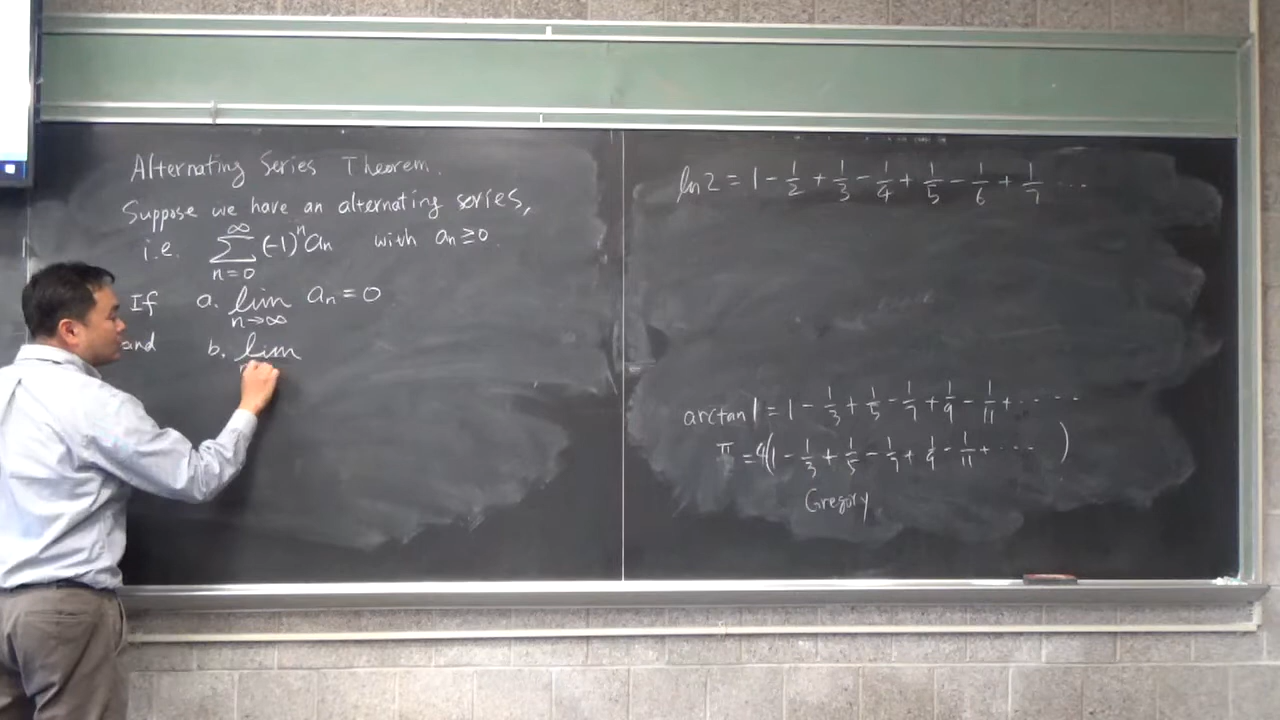 Alternating Series Theorem.
Suppose we have an alternating series,
i.e. ∑_{n=0}^{∞} (-1)^n a_n with a_n ≥ 0.
If a. lim_{n→∞} a_n = 0
and b. lim
ln 2 = 1 - 1/2 + 1/3 - 1/4 + 1/5 - 1/6 + 1/7 ...
arctan 1 = 1 - 1/3 + 1/5 - 1/7 + 1/9 - 1/11 + .....
π = 4(1 - 1/3 + 1/5 - 1/7 + 1/9 - 1/11 + .... )
Gregory